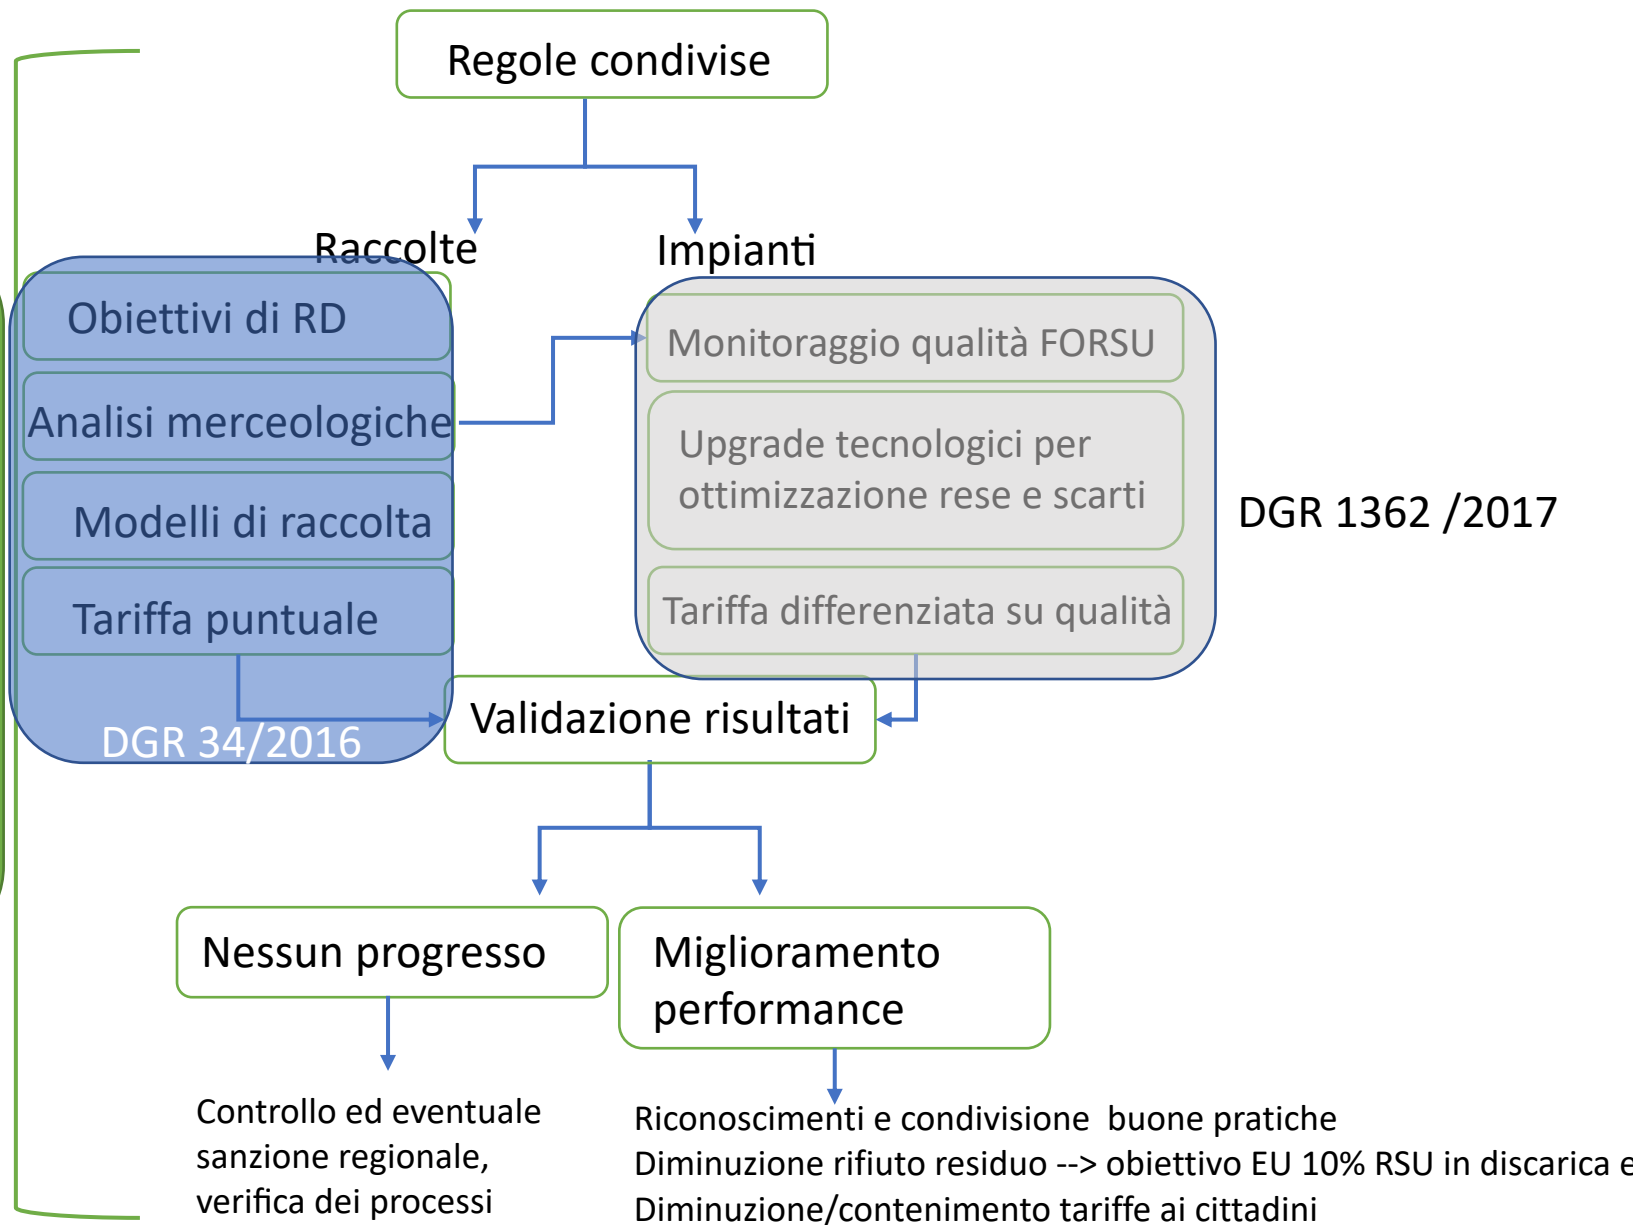 Regole condivise
Raccolte
Impianti
Obiettivi di RD
Analisi merceologiche
Modelli di raccolta
Tariffa puntuale
DGR 34/2016
Monitoraggio qualità FORSU
Upgrade tecnologici per
ottimizzazione rese e scarti
Tariffa differenziata su qualità
DGR 1362 /2017
Validazione risultati
Nessun progresso
Miglioramento
performance
Controllo ed eventuale
sanzione regionale,
verifica dei processi
Riconoscimenti e condivisione  buone pratiche
Diminuzione rifiuto residuo --> obiettivo EU 10% RSU in discarica e
Diminuzione/contenimento tariffe ai cittadini